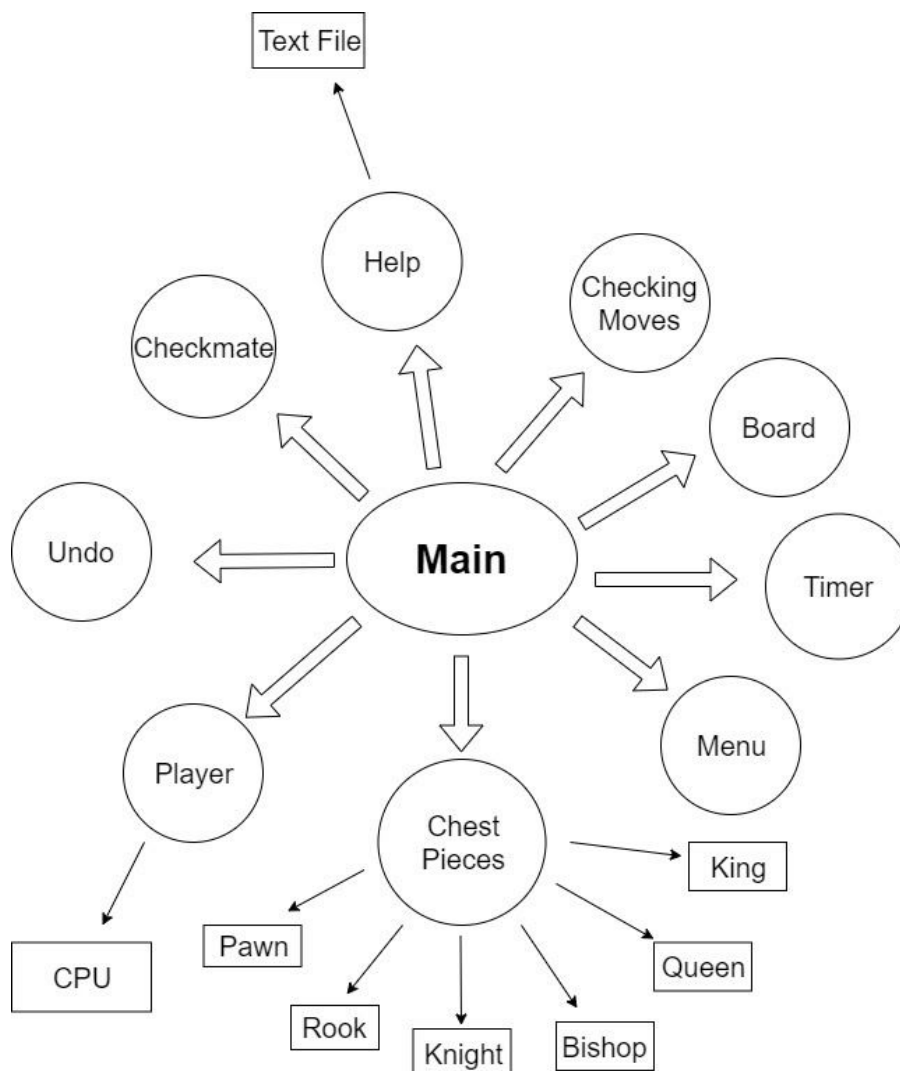 Text File
Help
Checking
Moves
Checkmate
Board
Undo
Main
Timer
Player
Menu
Chest
Pieces
King
Pawn
Queen
CPU
Rook
Knight
Bishop